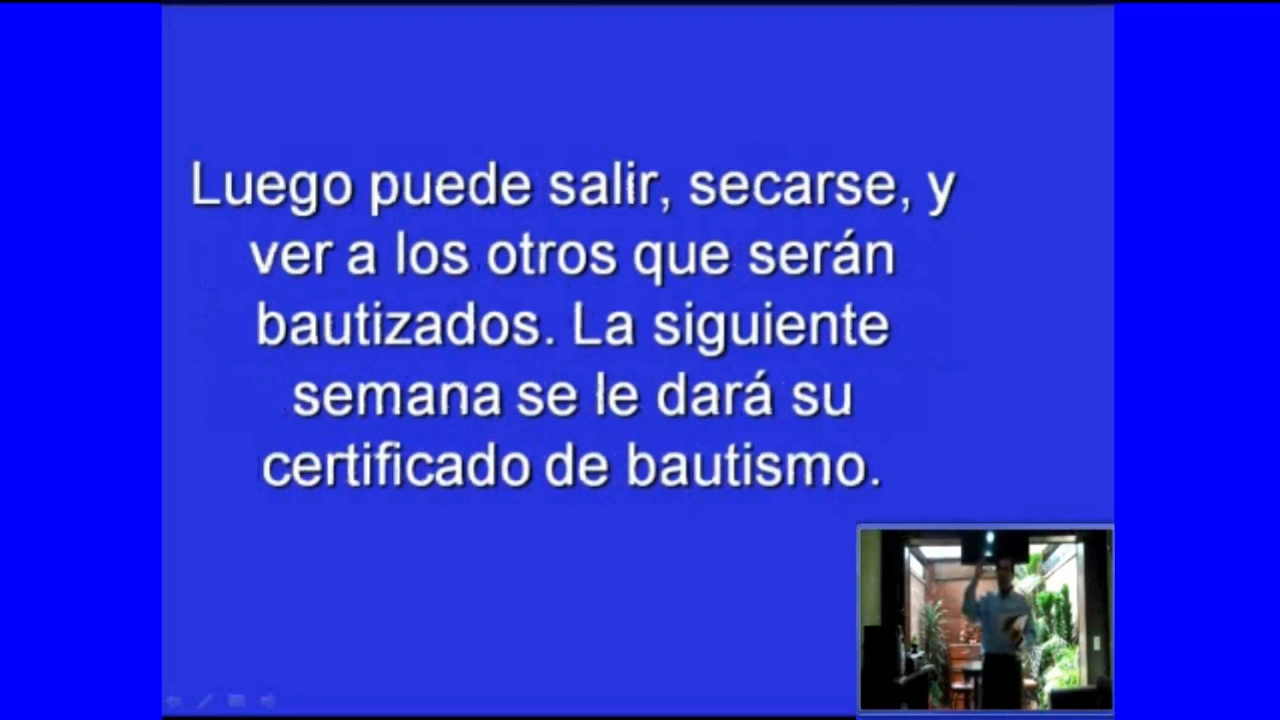 Luego puede salir, secarse, y
ver a los otros que serán
bautizados. La siguiente
semana se le dará su
certificado de bautismo.